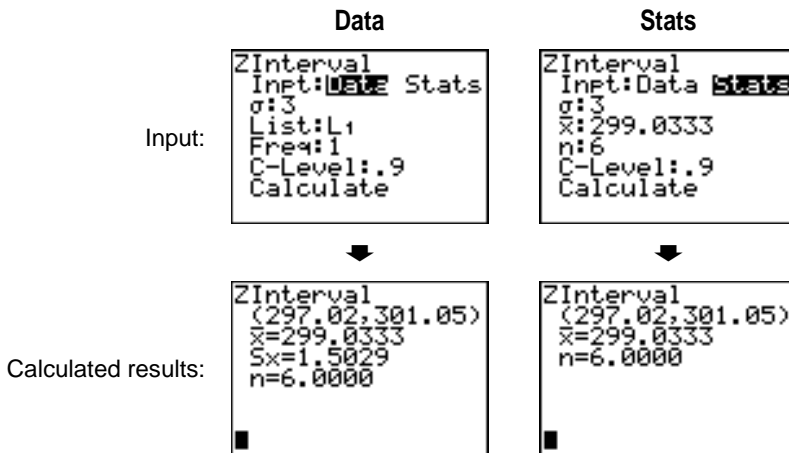 Data
Stats
Input:
ZInterval
Inpt:Data Stats
σ:3
List:L₁
Freq:1
C-Level:.9
Calculate
ZInterval
Inpt:Data Stats
σ:3
x̄:299.0333
n:6
C-Level:.9
Calculate
Calculated results:
ZInterval
(297.02,301.05)
x̄=299.0333
Sx=1.5029
n=6.0000
ZInterval
(297.02,301.05)
x̄=299.0333
n=6.0000